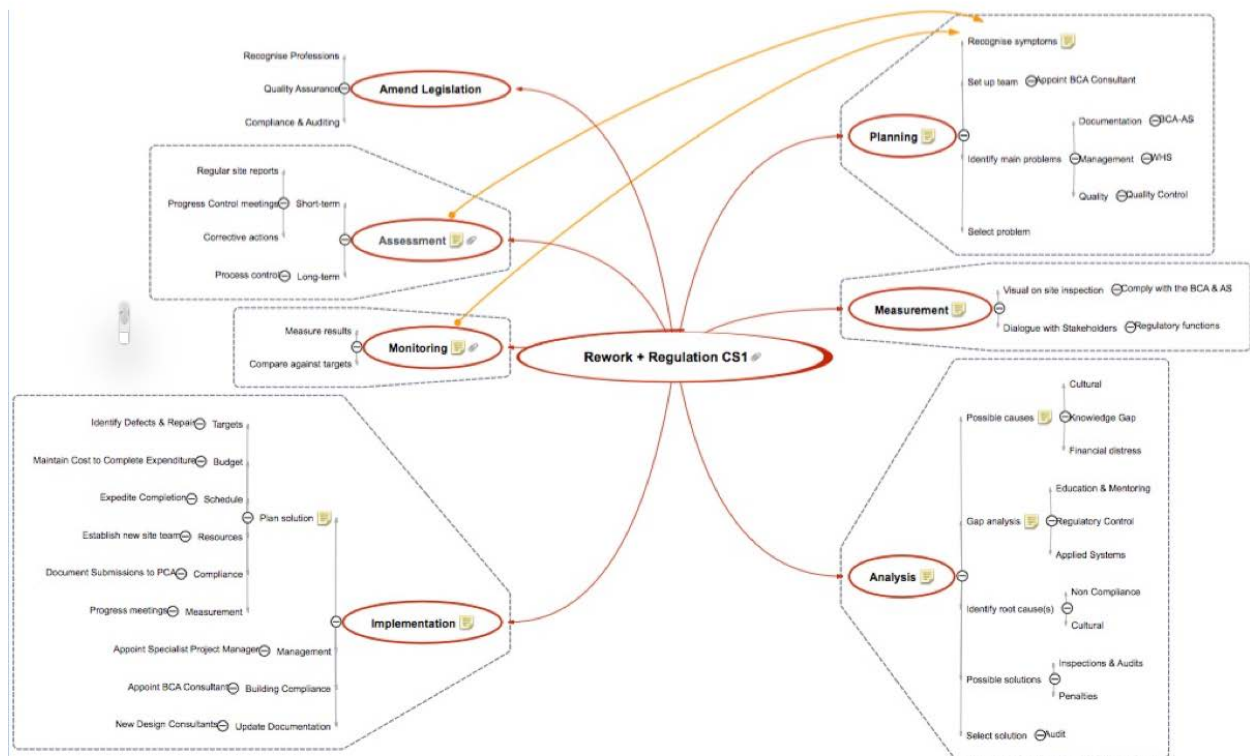 Rework + Regulation CS1
Planning
Recognise symptoms
Set up team
Appoint BCA Consultant
Identify main problems
Documentation
BCA-AS
Management
WHS
Quality
Quality Control
Select problem
Measurement
Visual on site inspection
Comply with the BCA & AS
Dialogue with Stakeholders
Regulatory functions
Analysis
Possible causes
Cultural
Knowledge Gap
Financial distress
Gap analysis
Education & Mentoring
Regulatory Control
Applied Systems
Identify root cause(s)
Non Compliance
Cultural
Possible solutions
Inspections & Audits
Penalties
Select solution
Audit
Implementation
Plan solution
Targets
Identify Defects & Repair
Budget
Maintain Cost to Complete Expenditure
Schedule
Expedite Completion
Resources
Establish new site team
Compliance
Document Submissions to PCA
Measurement
Progress meetings
Management
Appoint Specialist Project Manager
Building Compliance
Appoint BCA Consultant
Update Documentation
New Design Consultants
Monitoring
Measure results
Compare against targets
Assessment
Short-term
Regular site reports
Progress Control meetings
Corrective actions
Long-term
Process control
Amend Legislation
Recognise Professions
Quality Assurance
Compliance & Auditing